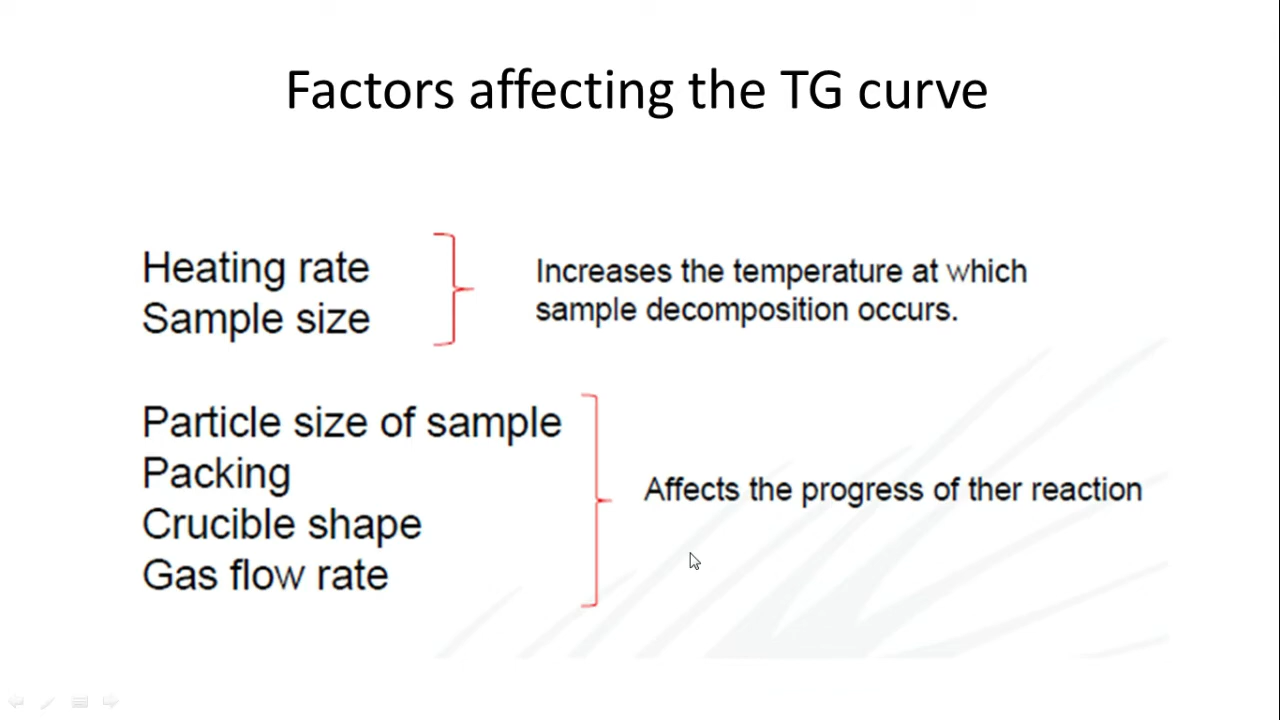 Factors affecting the TG curve
Heating rate
Sample size
Increases the temperature at which
sample decomposition occurs.
Particle size of sample
Packing
Crucible shape
Gas flow rate
Affects the progress of ther reaction